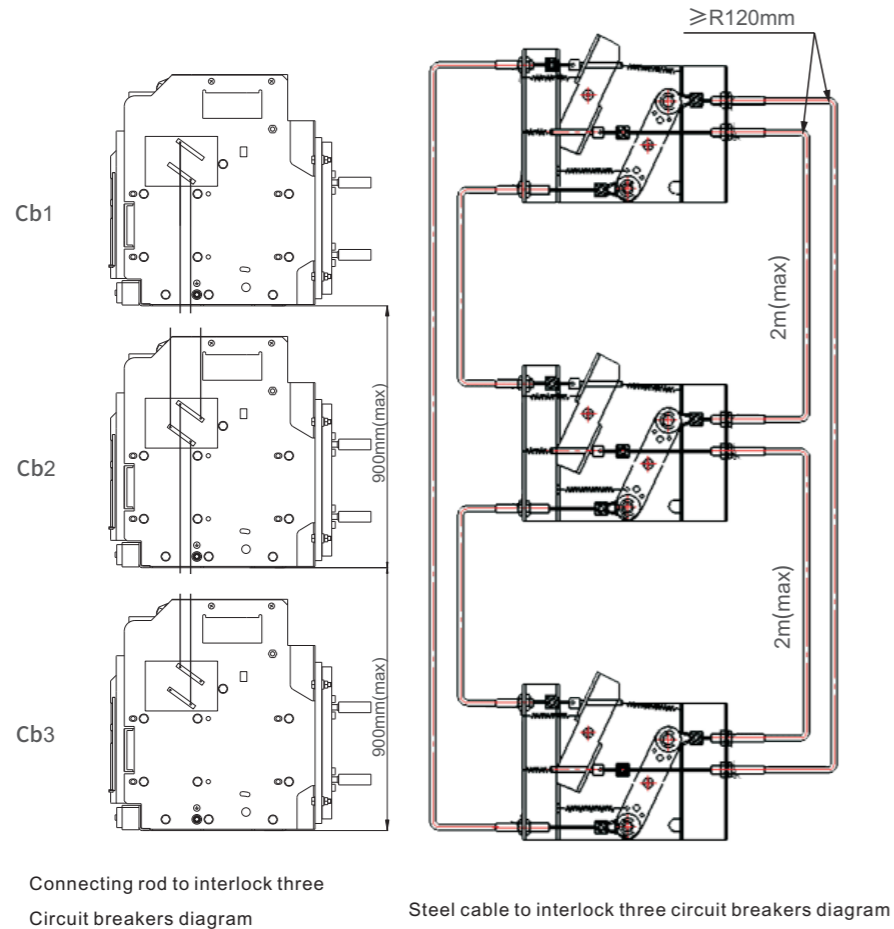 ≥R120mm
Cb1
2m(max)
Cb2
900mm(max)
2m(max)
Cb3
900mm(max)
Connecting rod to interlock three
Circuit breakers diagram
Steel cable to interlock three circuit breakers diagram